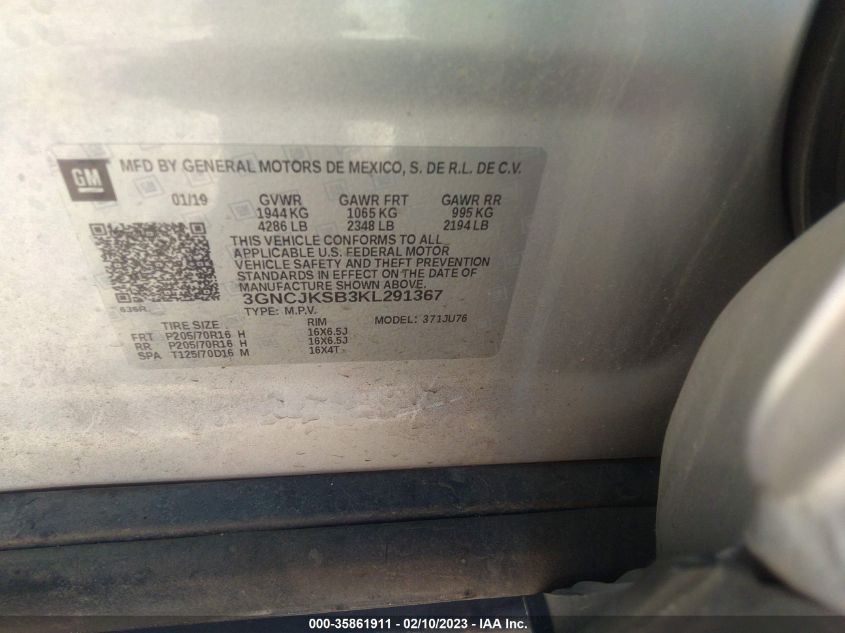 GM
MFD BY GENERAL MOTORS DE MEXICO, S. DE R.L. DE C.V.
01/19 GVWR GAWR FRT GAWR RR
1944 KG 1065 KG 995 KG
4286 LB 2348 LB 2194 LB
THIS VEHICLE CONFORMS TO ALL
APPLICABLE U.S. FEDERAL MOTOR
VEHICLE SAFETY AND THEFT PREVENTION
STANDARDS IN EFFECT ON THE DATE OF
MANUFACTURE SHOWN ABOVE.
3GNCJKSB3KL291367
636R
TYPE: M.P.V. MODEL: 371JU76
TIRE SIZE RIM
FRT P205/70R16 H 16X6.5J
RR P205/70R16 H 16X6.5J
SPA T125/70D16 M 16X4T
000-35861911 - 02/10/2023 - IAA Inc.